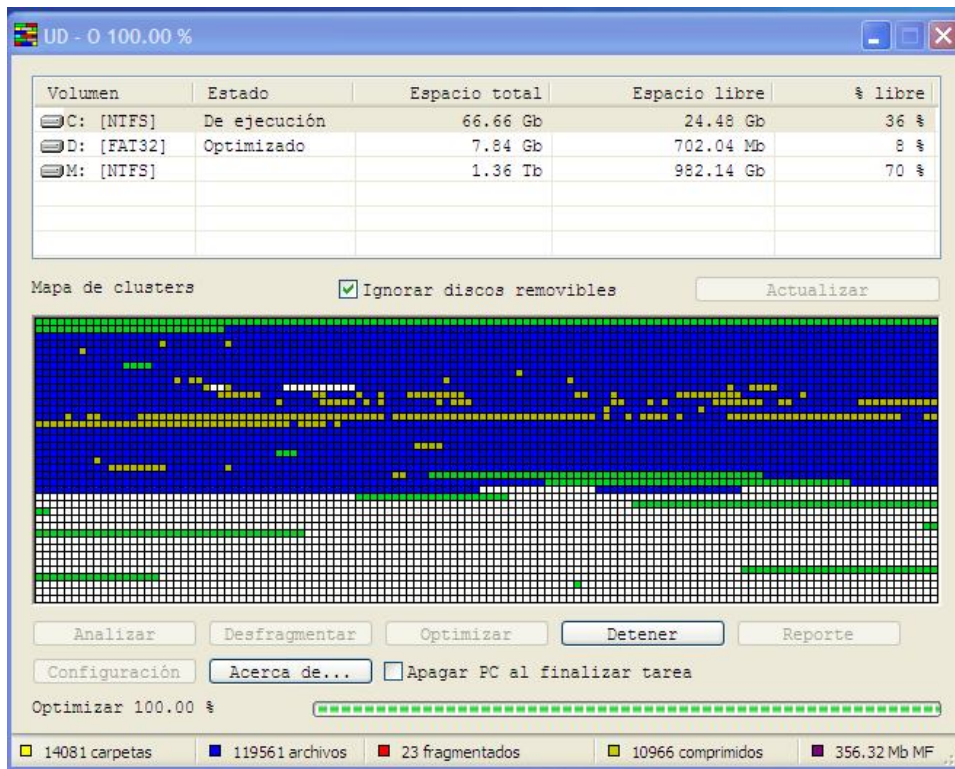 UD - O 100.00 %
Volumen Estado Espacio total Espacio libre % libre
C: [NTFS] De ejecución 66.66 Gb 24.48 Gb 36 %
D: [FAT32] Optimizado 7.84 Gb 702.04 Mb 8 %
M: [NTFS] 1.36 Tb 982.14 Gb 70 %
Mapa de clusters Ignorar discos removibles Actualizar
Analizar Desfragmentar Optimizar Detener Reporte
Configuración Acerca de... Apagar PC al finalizar tarea
Optimizar 100.00 %
14081 carpetas 119561 archivos 23 fragmentados 10966 comprimidos 356.32 Mb MF